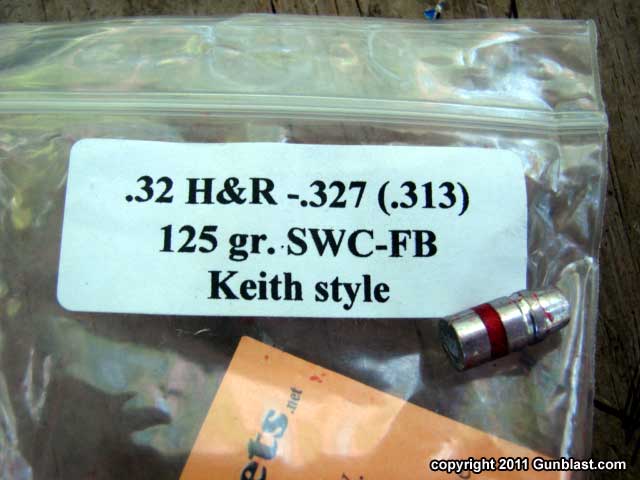 .32 H&R -.327 (.313)
125 gr. SWC-FB
Keith style
ets.net
copyright 2011 Gunblast.com